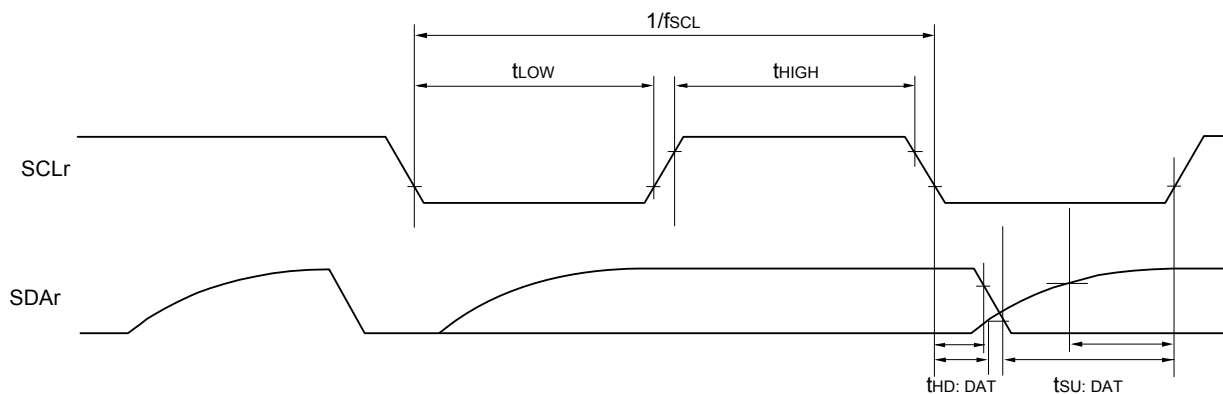 1/fSCL
tLOW
tHIGH
SCLr
SDAr
tHD: DAT
tSU: DAT